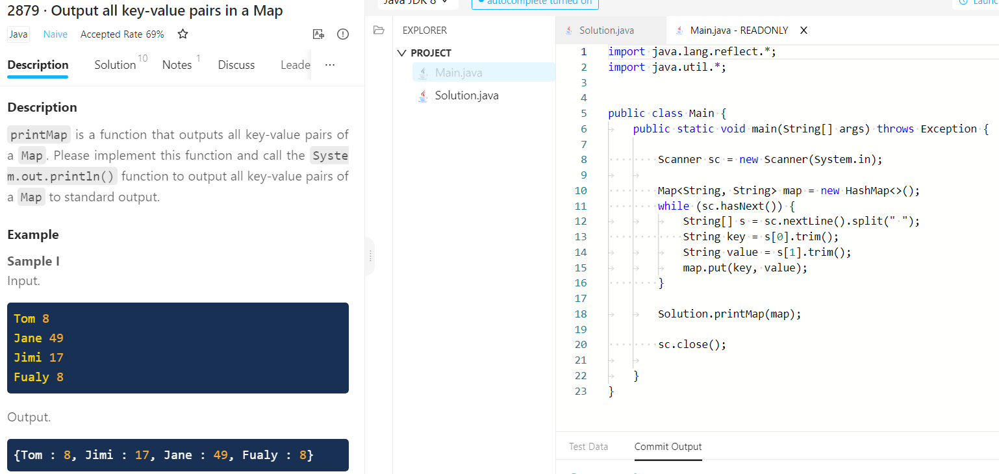 2879 · Output all key-value pairs in a Map
Java Naive Accepted Rate 69%
Description Solution 10 Notes 1 Discuss Leade ...
Description
printMap is a function that outputs all key-value pairs of
a Map. Please implement this function and call the Syste
m.out.println() function to output all key-value pairs of
a Map to standard output.
Example
Sample I
Input.
Tom 8
Jane 49
Jimi 17
Fualy 8
Output.
{Tom : 8, Jimi : 17, Jane : 49, Fualy : 8}
Java JDK 8
autocomplete turned on
EXPLORER
PROJECT
Main.java
Solution.java
Solution.java Main.java - READONLY X
1 import java.lang.reflect.*;
2 import java.util.*;
3
4
5 public class Main {
6 public static void main(String[] args) throws Exception {
7
8 Scanner sc = new Scanner(System.in);
9
10 Map<String, String> map = new HashMap<>();
11 while (sc.hasNext()) {
12 String[] s = sc.nextLine().split(" ");
13 String key = s[0].trim();
14 String value = s[1].trim();
15 map.put(key, value);
16 }
17
18 Solution.printMap(map);
19
20 sc.close();
21
22 }
23 }
Test Data Commit Output